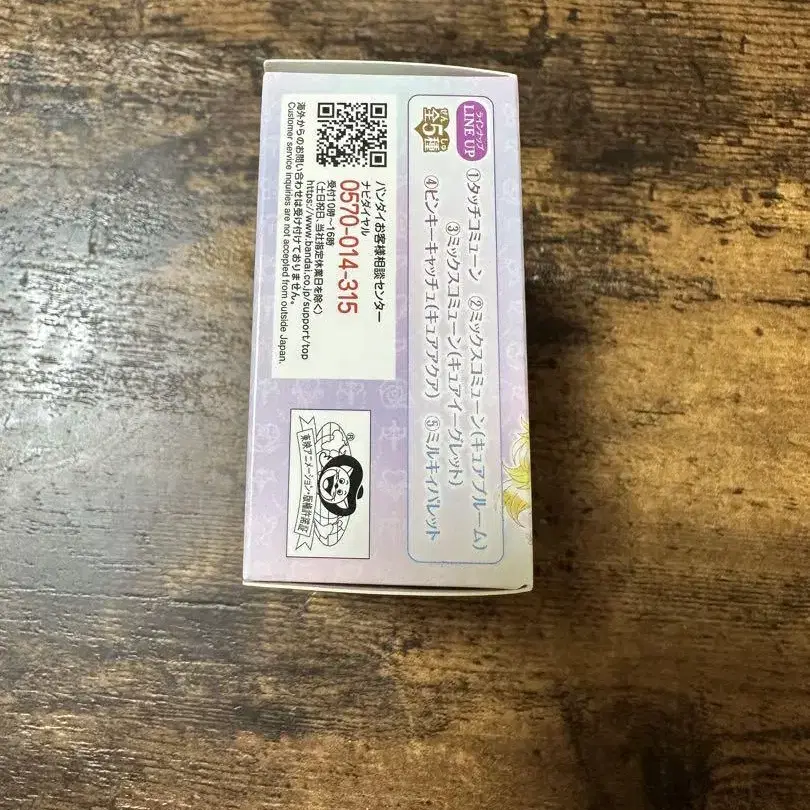 ラインナップ
LINE UP
ぜん しゅ
全5種
①タッチコミューン ②ミックスコミューン(キュアブルーム)
③ミックスコミューン(キュアイーグレット)
④ピンキーキャッチュ(キュアアクア) ⑤ミルキィパレット
バンダイお客様相談センター
ナビダイヤル
0570-014-315
受付10時～16時
(土日祝日、当社指定休業日を除く)
https://www.bandai.co.jp/support/top
海外からのお問い合わせは受け付けておりません。
Customer service inquiries are not accepted from outside Japan.
®
東映アニメーション・版権許諾証